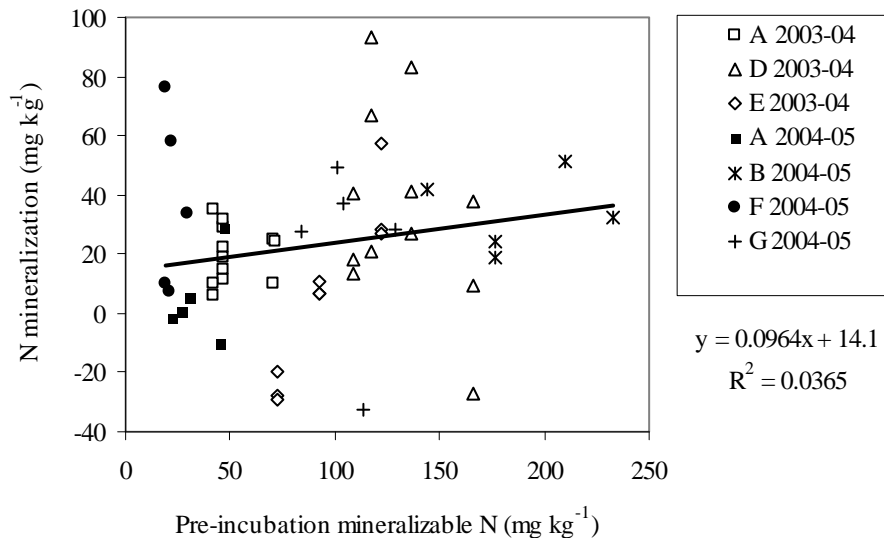 100
80
60
40
20
0
-20
-40
N mineralization (mg kg-1)
0 50 100 150 200 250
Pre-incubation mineralizable N (mg kg-1)
A 2003-04
D 2003-04
E 2003-04
A 2004-05
B 2004-05
F 2004-05
G 2004-05
y = 0.0964x + 14.1
R2 = 0.0365